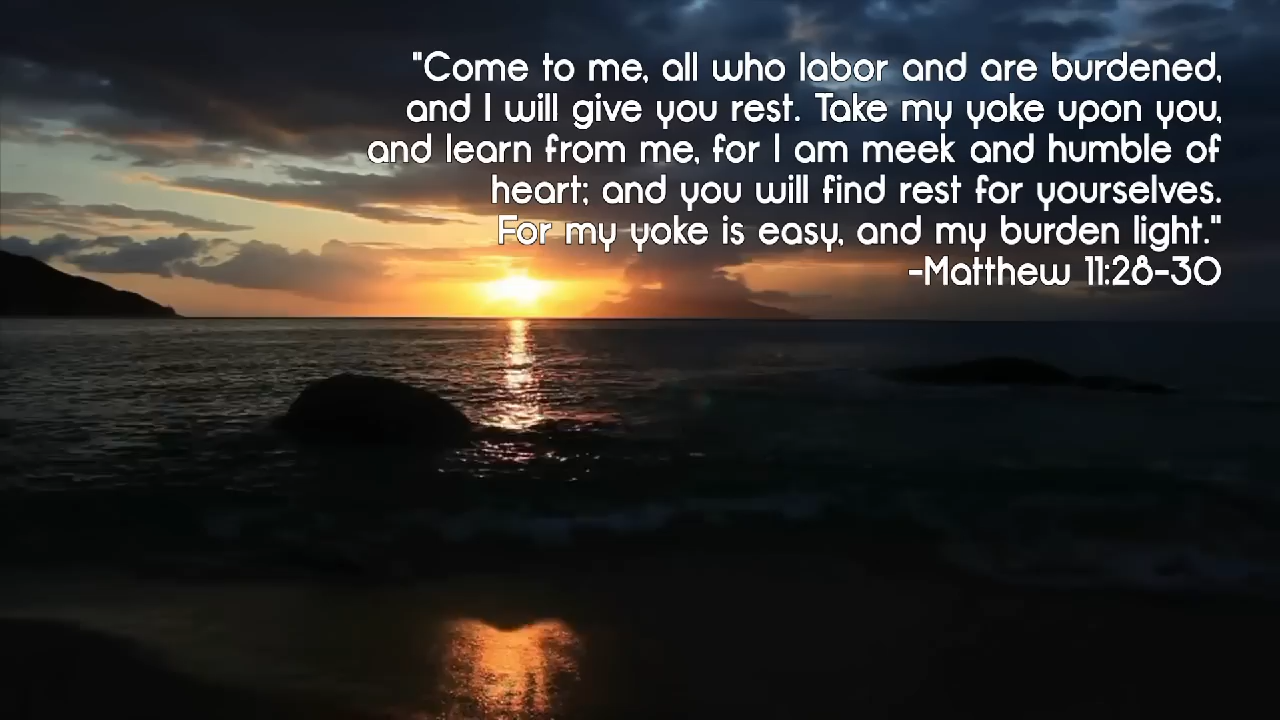 "Come to me, all who labor and are burdened,
and I will give you rest. Take my yoke upon you,
and learn from me, for I am meek and humble of
heart; and you will find rest for yourselves.
For my yoke is easy, and my burden light."
-Matthew 11:28-30